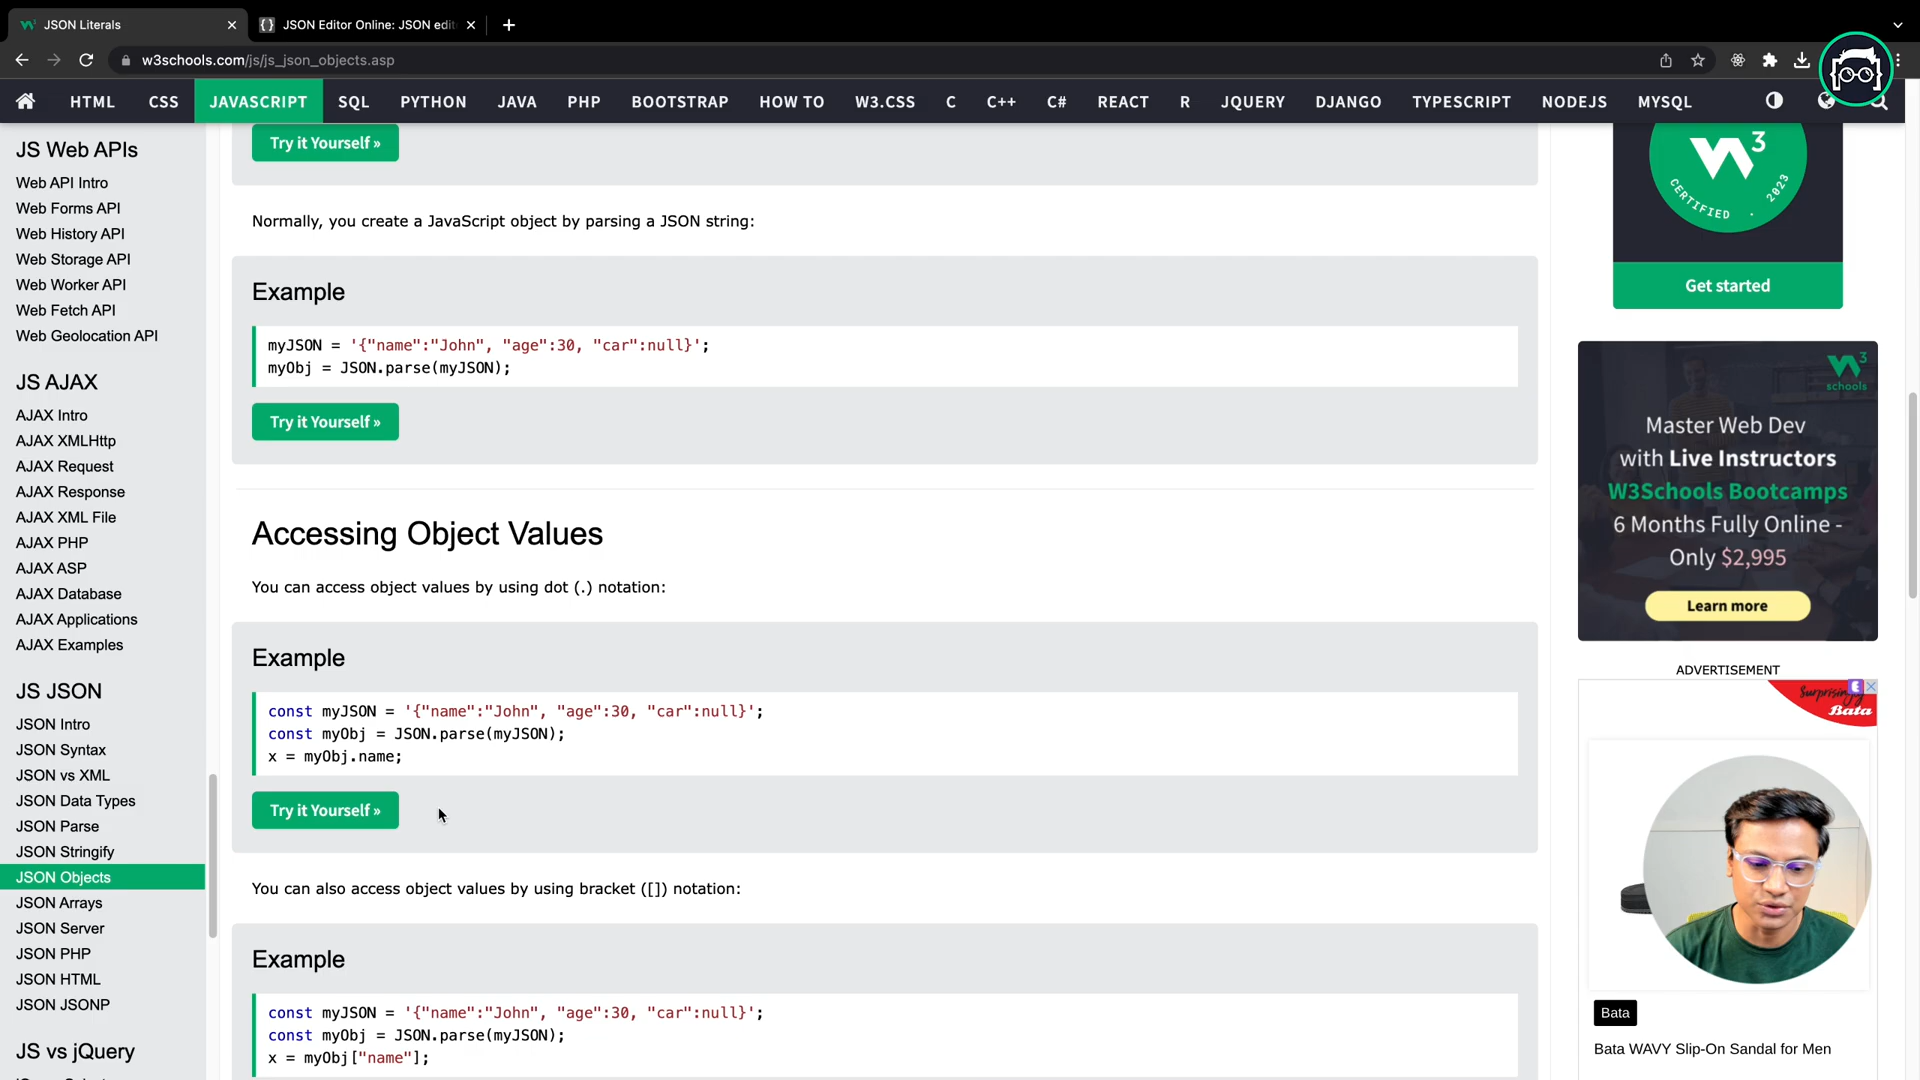 JSON Literals
JSON Editor Online: JSON edit
w3schools.com/js/js_json_objects.asp
HTML
CSS
JAVASCRIPT
SQL
PYTHON
JAVA
PHP
BOOTSTRAP
HOW TO
W3.CSS
C
C++
C#
REACT
R
JQUERY
DJANGO
TYPESCRIPT
NODEJS
MYSQL
JS Web APIs
Web API Intro
Web Forms API
Web History API
Web Storage API
Web Worker API
Web Fetch API
Web Geolocation API
JS AJAX
AJAX Intro
AJAX XMLHttp
AJAX Request
AJAX Response
AJAX XML File
AJAX PHP
AJAX ASP
AJAX Database
AJAX Applications
AJAX Examples
JS JSON
JSON Intro
JSON Syntax
JSON vs XML
JSON Data Types
JSON Parse
JSON Stringify
JSON Objects
JSON Arrays
JSON Server
JSON PHP
JSON HTML
JSON JSONP
JS vs jQuery
Try it Yourself »
Normally, you create a JavaScript object by parsing a JSON string:
Example
myJSON = '{"name":"John", "age":30, "car":null}';
myObj = JSON.parse(myJSON);
Try it Yourself »
Accessing Object Values
You can access object values by using dot (.) notation:
Example
const myJSON = '{"name":"John", "age":30, "car":null}';
const myObj = JSON.parse(myJSON);
x = myObj.name;
Try it Yourself »
You can also access object values by using bracket ([]) notation:
Example
const myJSON = '{"name":"John", "age":30, "car":null}';
const myObj = JSON.parse(myJSON);
x = myObj["name"];
W3
CERTIFIED . 2023
Get started
W3
schools
Master Web Dev
with Live Instructors
W3Schools Bootcamps
6 Months Fully Online -
Only $2,995
Learn more
ADVERTISEMENT
Surprisingly
Bata
Bata
Bata WAVY Slip-On Sandal for Men